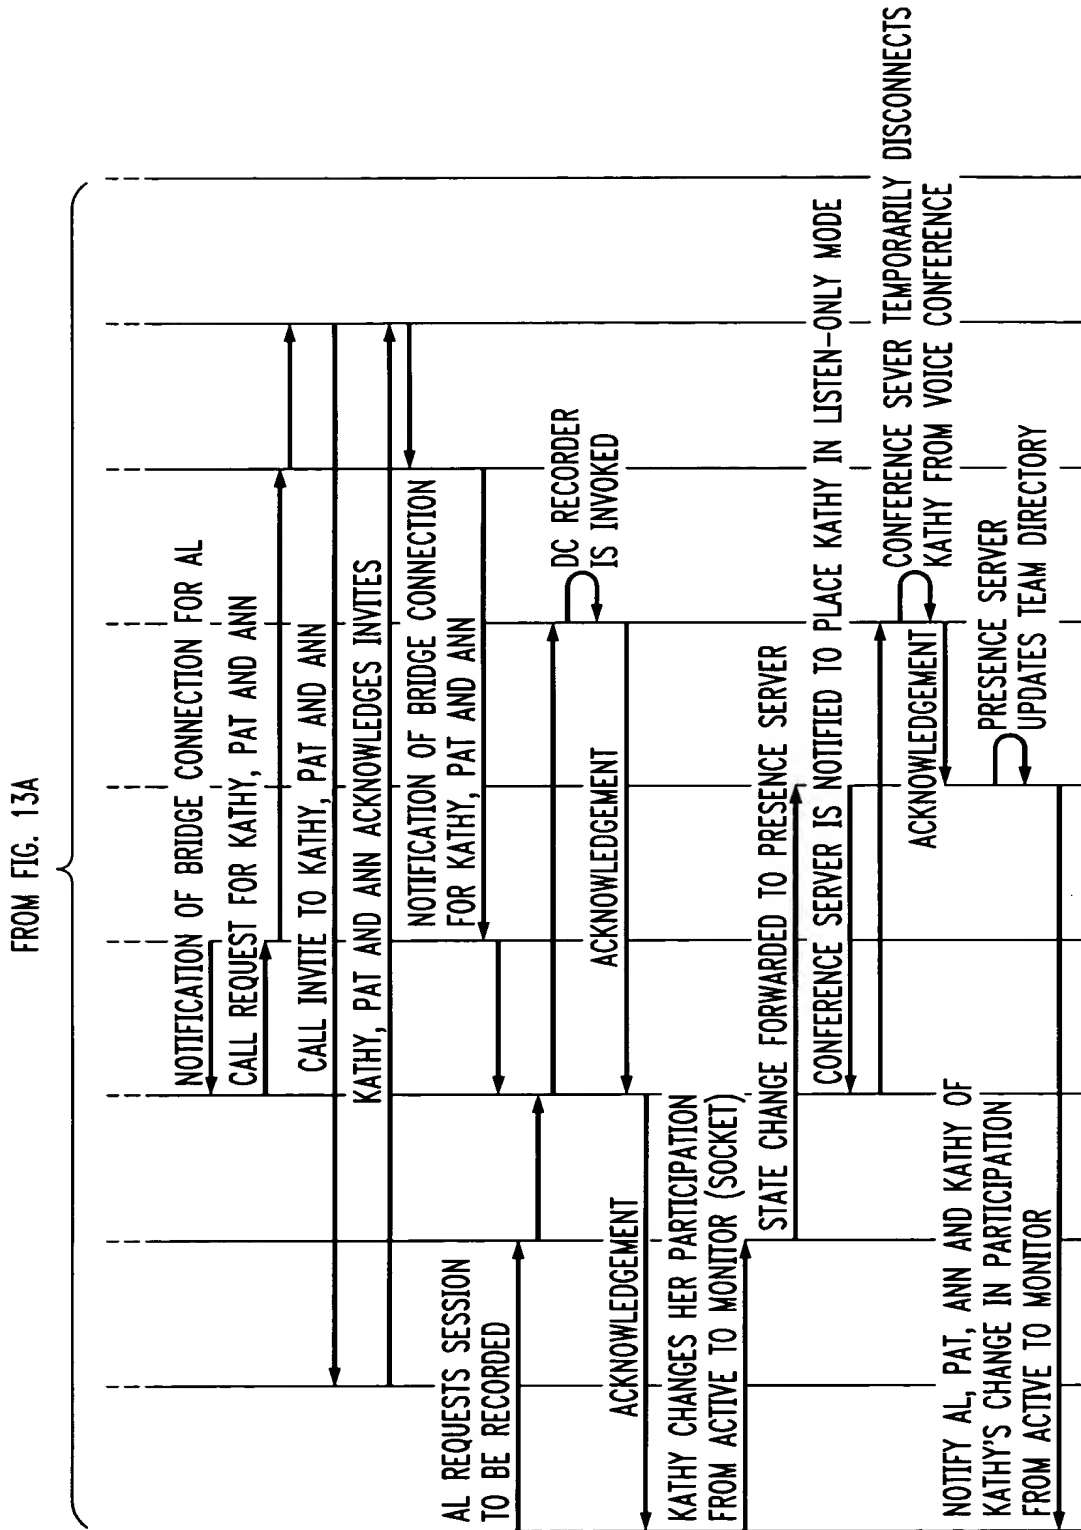 FROM FIG. 13A
NOTIFICATION OF BRIDGE CONNECTION FOR AL
CALL REQUEST FOR KATHY, PAT AND ANN
CALL INVITE TO KATHY, PAT AND ANN
KATHY, PAT AND ANN ACKNOWLEDGES INVITES
NOTIFICATION OF BRIDGE CONNECTION
FOR KATHY, PAT AND ANN
AL REQUESTS SESSION
TO BE RECORDED
DC RECORDER
IS INVOKED
ACKNOWLEDGEMENT
ACKNOWLEDGEMENT
KATHY CHANGES HER PARTICIPATION
FROM ACTIVE TO MONITOR (SOCKET)
STATE CHANGE FORWARDED TO PRESENCE SERVER
CONFERENCE SERVER IS NOTIFIED TO PLACE KATHY IN LISTEN-ONLY MODE
CONFERENCE SEVER TEMPORARILY DISCONNECTS
KATHY FROM VOICE CONFERENCE
ACKNOWLEDGEMENT
PRESENCE SERVER
UPDATES TEAM DIRECTORY
NOTIFY AL, PAT, ANN AND KATHY OF
KATHY'S CHANGE IN PARTICIPATION
FROM ACTIVE TO MONITOR